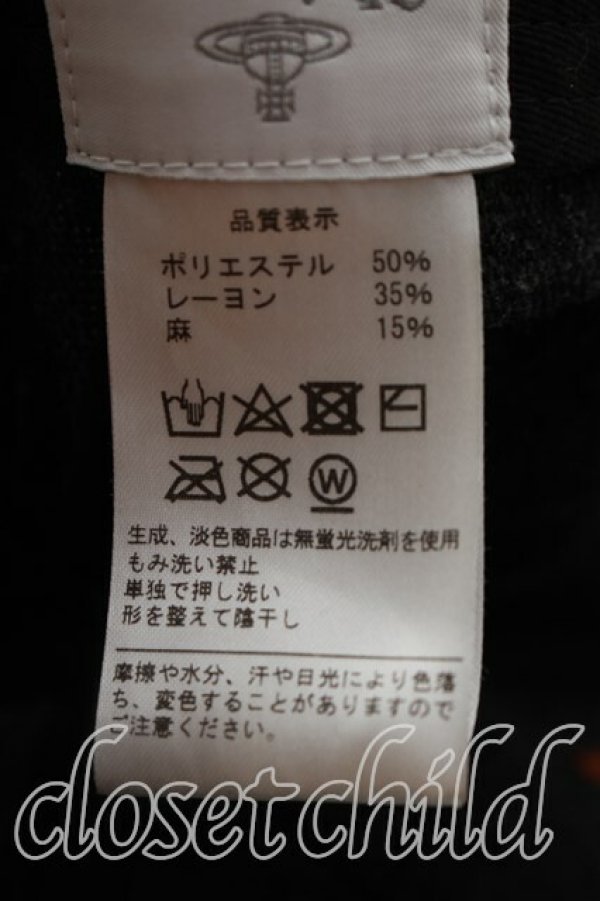 品質表示
ポリエステル 50%
レーヨン 35%
麻 15%
W
生成、淡色商品は無蛍光洗剤を使用
もみ洗い禁止
単独で押し洗い
形を整えて陰干し
摩擦や水分、汗や日光により色落
ち、変色することがありますので
ご注意ください。
closet child